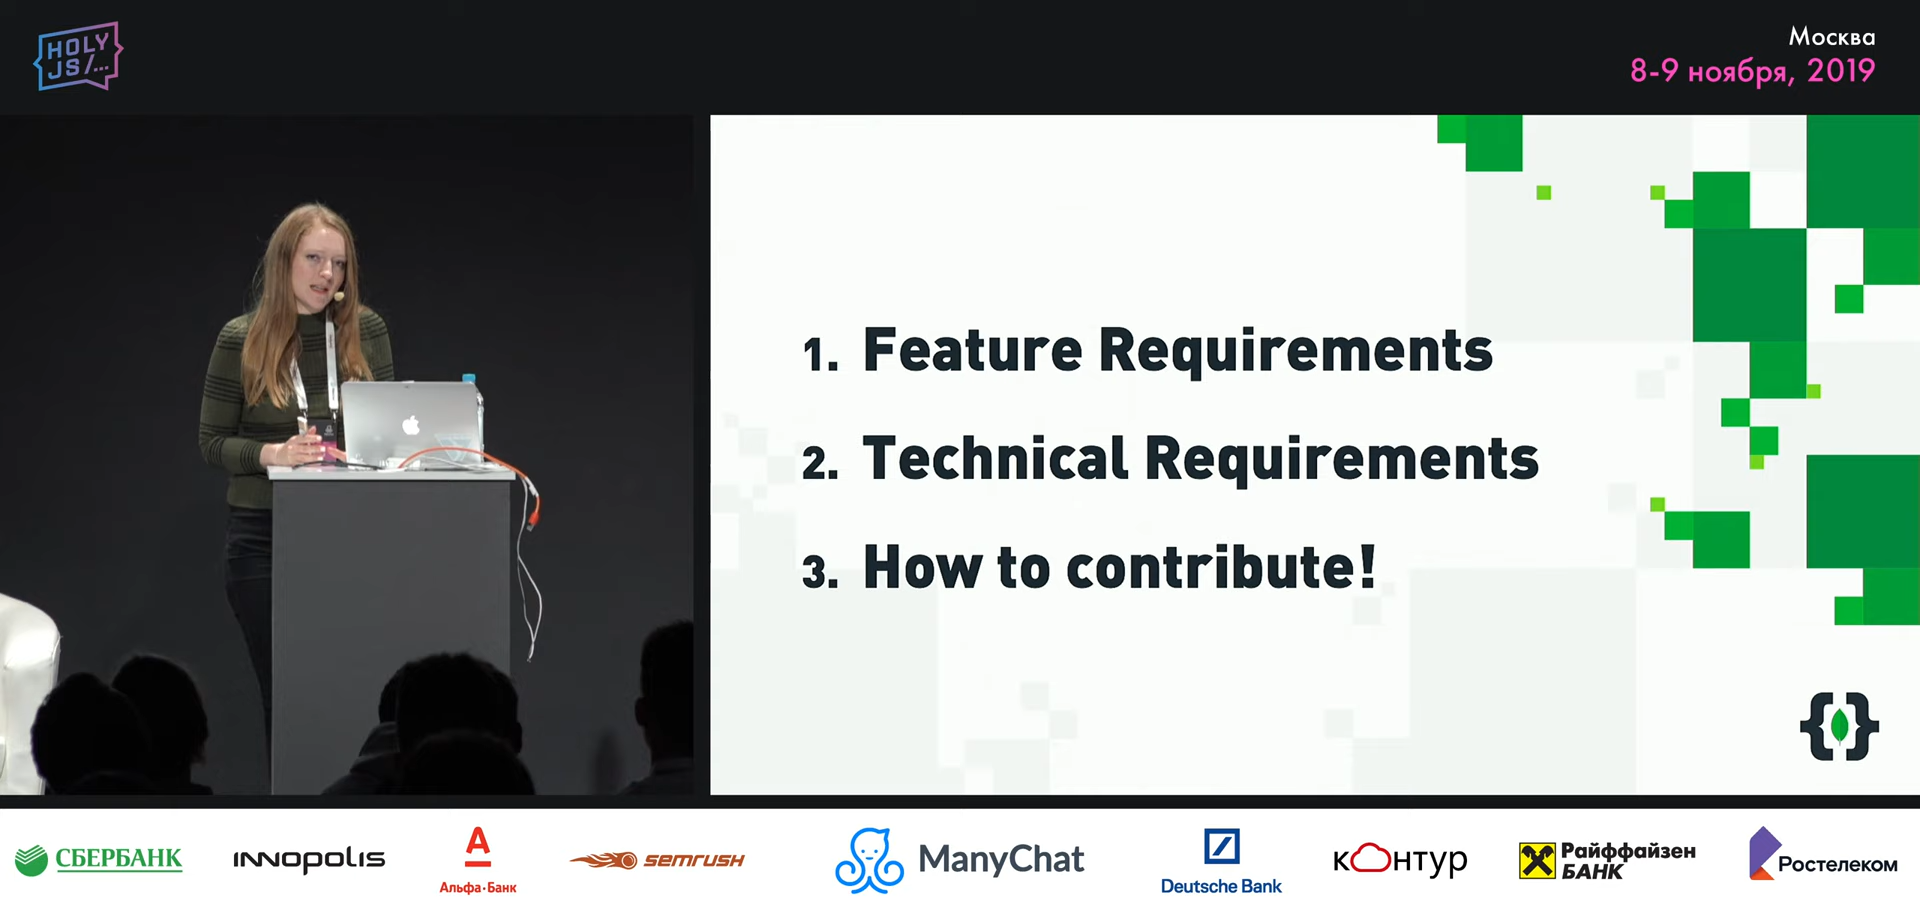 HOLY
JS/...
Москва
8-9 ноября, 2019
1. Feature Requirements
2. Technical Requirements
3. How to contribute!
СБЕРБАНК
INNOPOLIS
А
Альфа·Банк
semrush
ManyChat
Deutsche Bank
кОнтур
Райффайзен
БАНК
Ростелеком